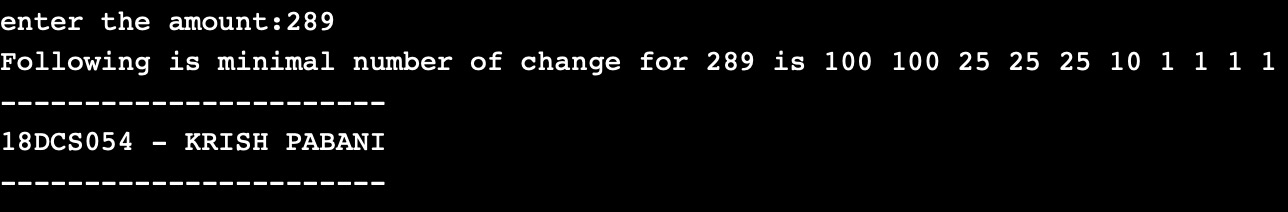 enter the amount:289
Following is minimal number of change for 289 is 100 100 25 25 25 10 1 1 1 1
-----------------------
18DCS054 - KRISH PABANI
-----------------------